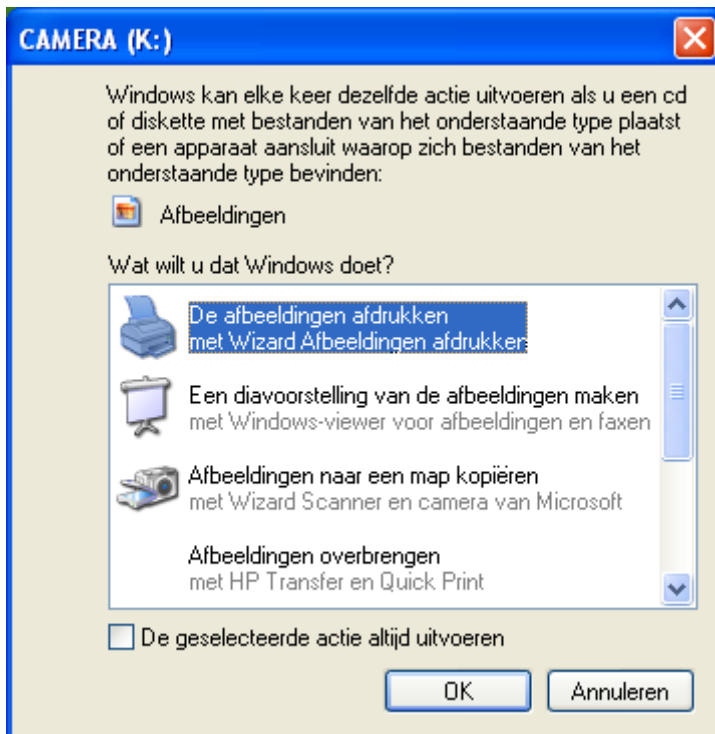 CAMERA (K:)
Windows kan elke keer dezelfde actie uitvoeren als u een cd
of diskette met bestanden van het onderstaande type plaatst
of een apparaat aansluit waarop zich bestanden van het
onderstaande type bevinden:
Afbeeldingen
Wat wilt u dat Windows doet?
De afbeeldingen afdrukken
met Wizard Afbeeldingen afdrukken
Een diavoorstelling van de afbeeldingen maken
met Windows-viewer voor afbeeldingen en faxen
Afbeeldingen naar een map kopiëren
met Wizard Scanner en camera van Microsoft
Afbeeldingen overbrengen
met HP Transfer en Quick Print
De geselecteerde actie altijd uitvoeren
OK
Annuleren